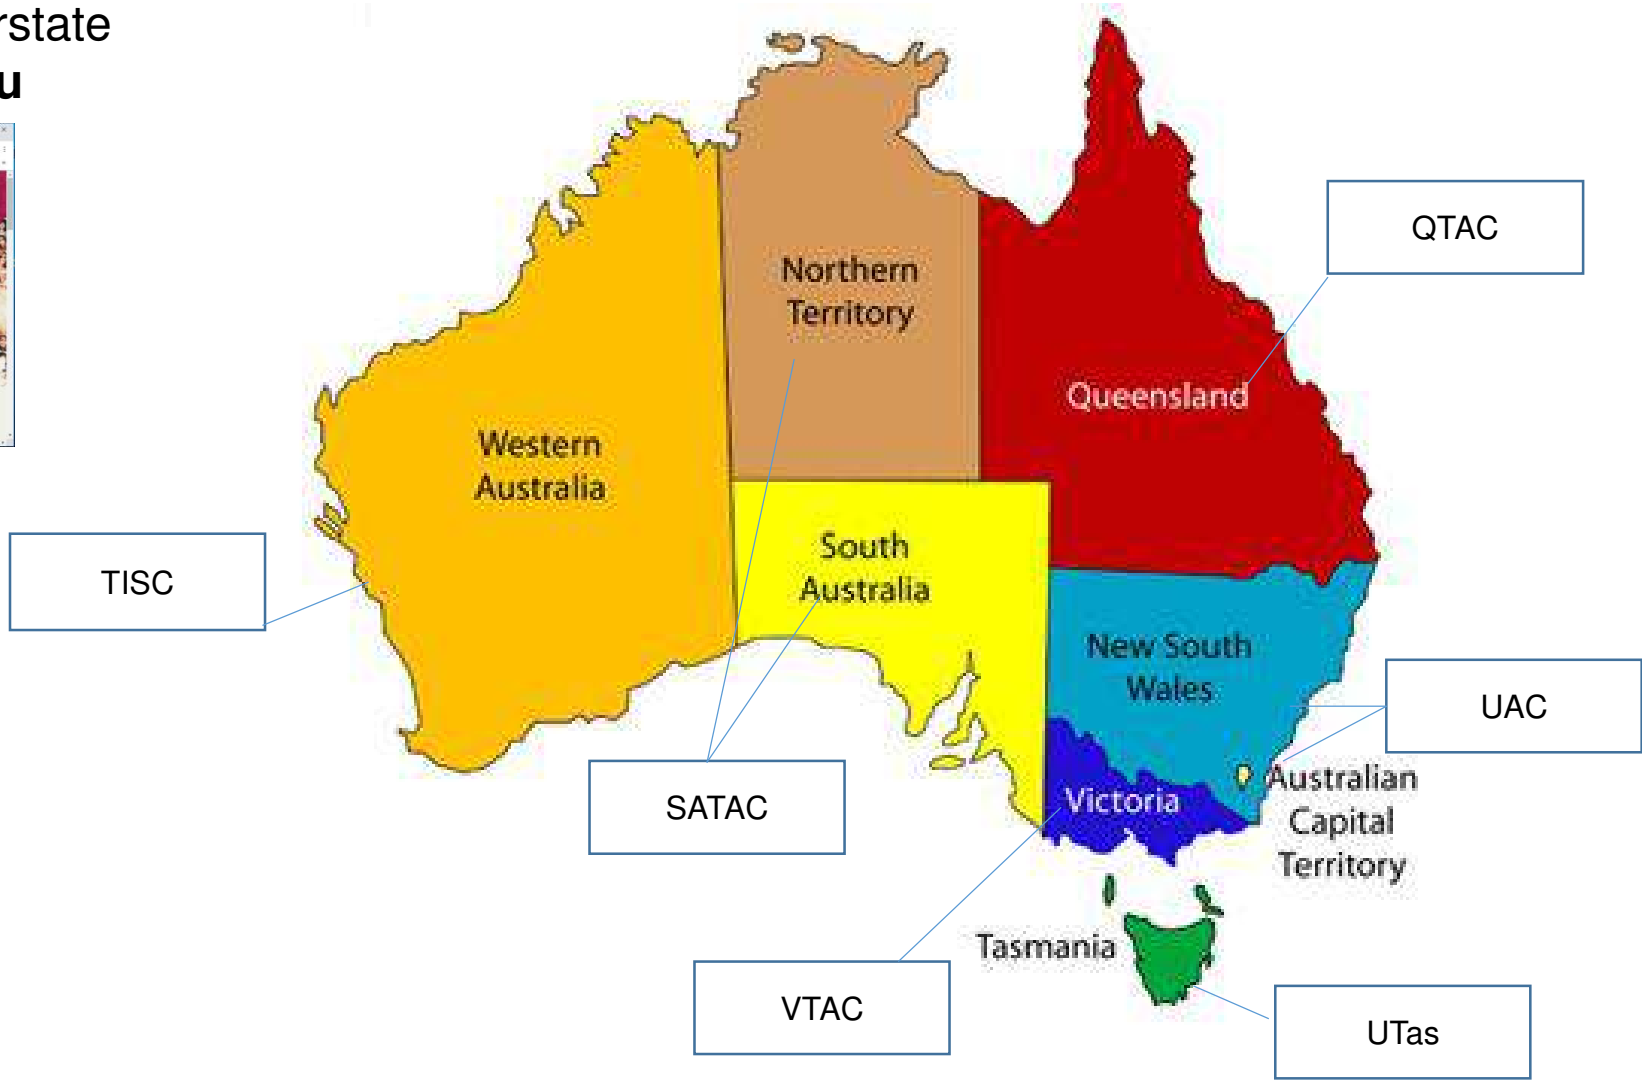 rstate
u
QTAC
Northern
Territory
Queensland
Western
Australia
South
Australia
TISC
New South
Wales
UAC
SATAC
Victoria
Australian
Capital
Territory
Tasmania
VTAC
UTas